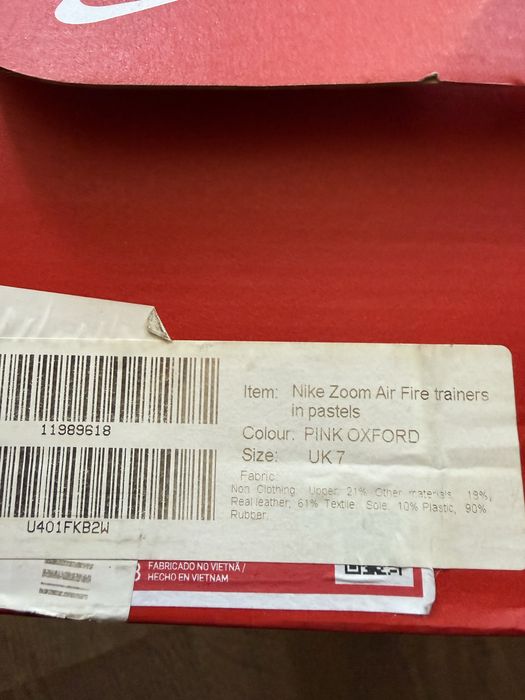 11989618
U401FKB2W
Item: Nike Zoom Air Fire trainers
in pastels
Colour: PINK OXFORD
Size: UK 7
Fabric:
Non Clothing: Upper: 21% Other materials, 19%,
Real leather, 61% Textile. Sole: 10% Plastic, 90%
Rubber.
FABRICADO NO VIETNÃ /
HECHO EN VIETNAM